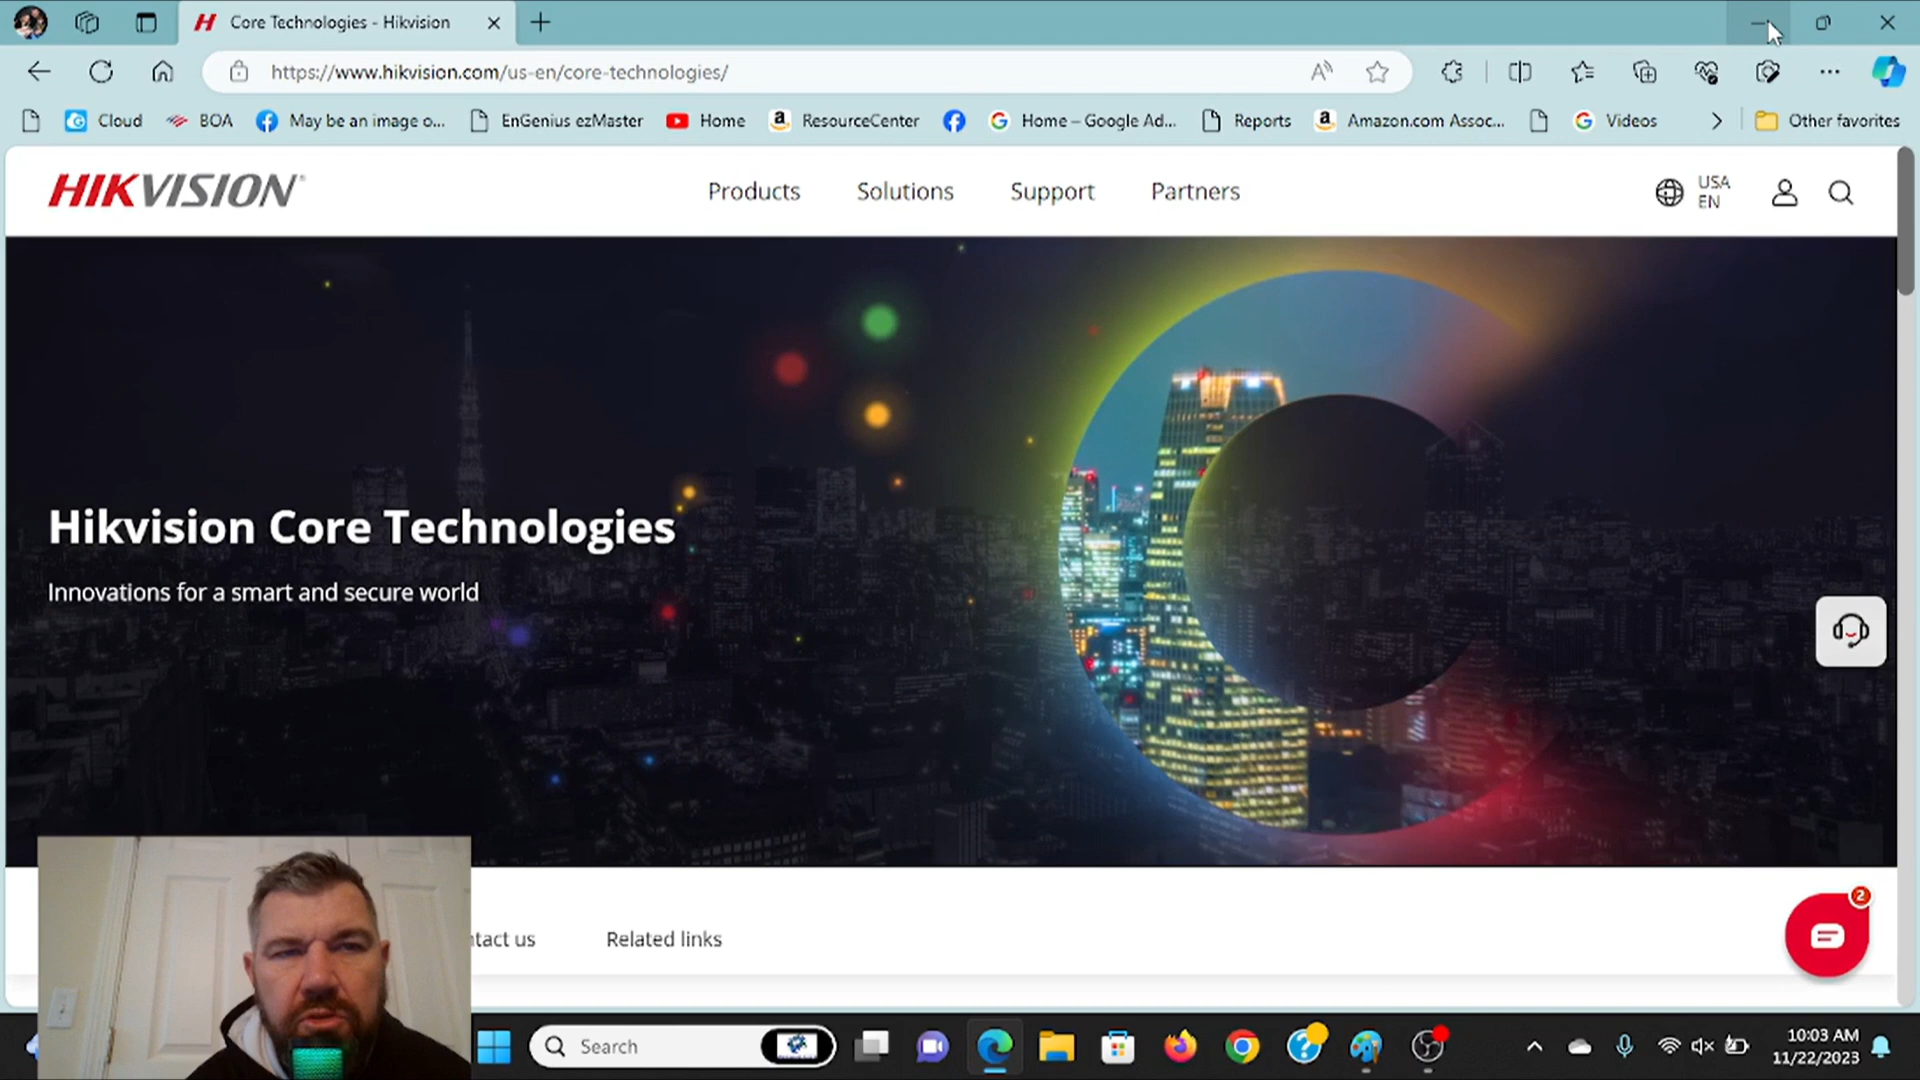 Core Technologies - Hikvision
https://www.hikvision.com/us-en/core-technologies/
Cloud
BOA
May be an image o...
EnGenius ezMaster
Home
ResourceCenter
Home – Google Ad...
Reports
Amazon.com Assoc...
Videos
Other favorites
HIKVISION®
Products
Solutions
Support
Partners
USA
EN
Hikvision Core Technologies
Innovations for a smart and secure world
2
ntact us
Related links
Search
10:03 AM
11/22/2023